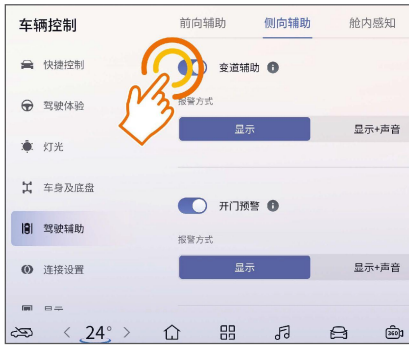 车辆控制
前向辅助 侧向辅助 舱内感知
快捷控制
驾驶体验
灯光
车身及底盘
驾驶辅助
连接设置
变道辅助
报警方式
显示 显示+声音
开门预警
报警方式
显示 显示+声音
< 24° >
360